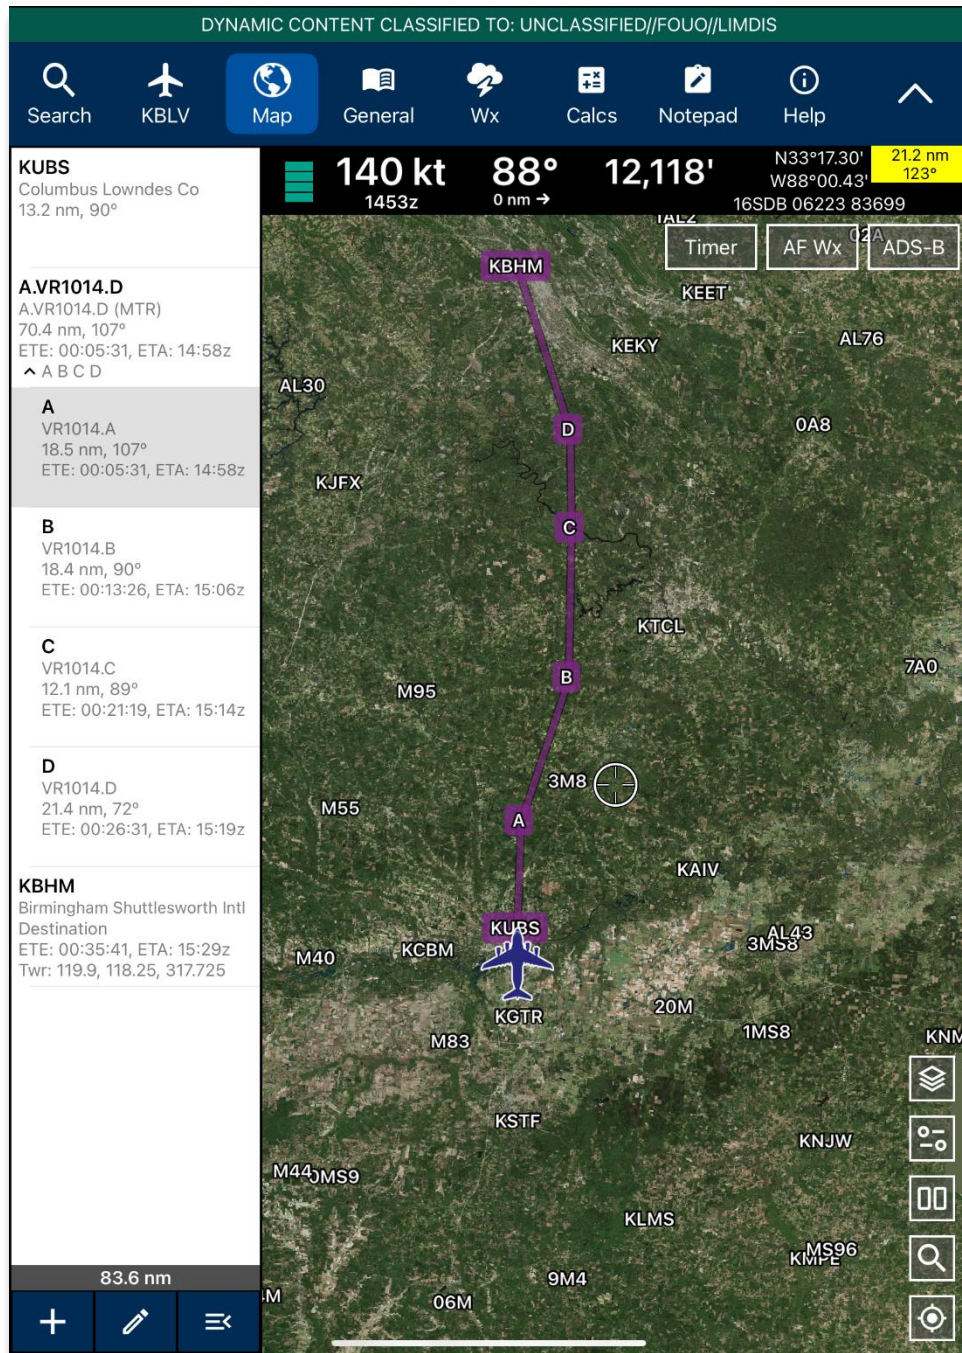 DYNAMIC CONTENT CLASSIFIED TO: UNCLASSIFIED//FOUO//LIMDIS
Search
KBLV
Map
General
Wx
Calcs
Notepad
Help
KUBS
Columbus Lowndes Co
13.2 nm, 90°
A.VR1014.D
A.VR1014.D (MTR)
70.4 nm, 107°
ETE: 00:05:31, ETA: 14:58z
A B C D
A
VR1014.A
18.5 nm, 107°
ETE: 00:05:31, ETA: 14:58z
B
VR1014.B
18.4 nm, 90°
ETE: 00:13:26, ETA: 15:06z
C
VR1014.C
12.1 nm, 89°
ETE: 00:21:19, ETA: 15:14z
D
VR1014.D
21.4 nm, 72°
ETE: 00:26:31, ETA: 15:19z
KBHM
Birmingham Shuttlesworth Intl
Destination
ETE: 00:35:41, ETA: 15:29z
Twr: 119.9, 118.25, 317.725
83.6 nm
140 kt
1453z
88°
0 nm →
12,118'
N33°17.30'
W88°00.43'
16SDB 06223 83699
21.2 nm
123°
1AL2
02A
Timer
AF Wx
ADS-B
KBHM
KEET
KEKY
AL76
AL30
D
0A8
KJFX
C
KTCL
7A0
B
M95
3M8
M55
A
KAIV
KUBS
AL43
3MS8
M40
KCBM
20M
KGTR
1MS8
KNM
M83
KSTF
KNJW
M44
0MS9
KLMS
MS96
KMPE
9M4
06M
M